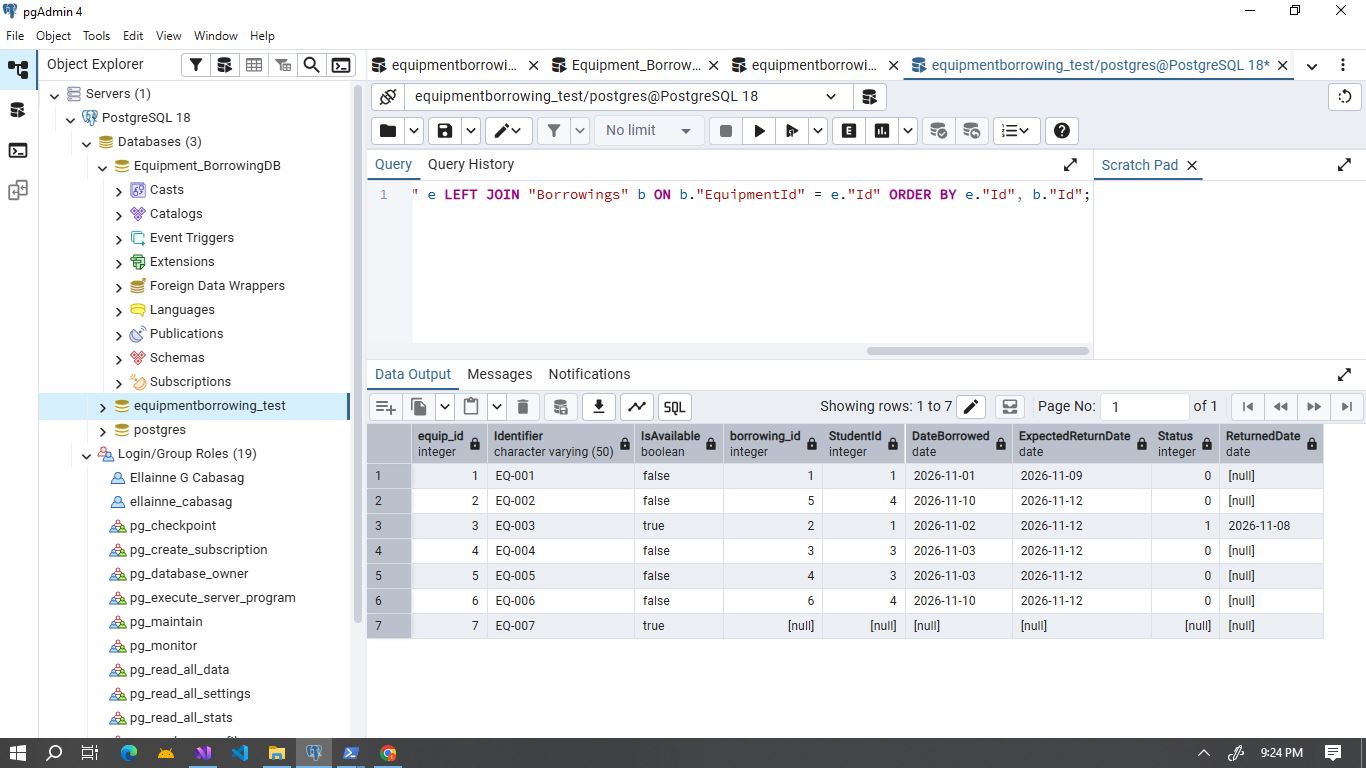 pgAdmin 4
File Object Tools Edit View Window Help
Object Explorer
equipmentborrowi...
Equipment_Borrow...
equipmentborrowi...
equipmentborrowing_test/postgres@PostgreSQL 18*
equipmentborrowing_test/postgres@PostgreSQL 18
No limit
E
Query Query History
Scratch Pad
1 " e LEFT JOIN "Borrowings" b ON b."EquipmentId" = e."Id" ORDER BY e."Id", b."Id";
Servers (1)
PostgreSQL 18
Databases (3)
Equipment_BorrowingDB
Casts
Catalogs
Event Triggers
Extensions
Foreign Data Wrappers
Languages
Publications
Schemas
Subscriptions
equipmentborrowing_test
postgres
Login/Group Roles (19)
Ellainne G Cabasag
ellainne_cabasag
pg_checkpoint
pg_create_subscription
pg_database_owner
pg_execute_server_program
pg_maintain
pg_monitor
pg_read_all_data
pg_read_all_settings
pg_read_all_stats
Data Output Messages Notifications
SQL Showing rows: 1 to 7 Page No: 1 of 1
equip_id Identifier IsAvailable borrowing_id StudentId DateBorrowed ExpectedReturnDate Status ReturnedDate
integer character varying (50) boolean integer integer date date integer date
1 1 EQ-001 false 1 1 2026-11-01 2026-11-09 0 [null]
2 2 EQ-002 false 5 4 2026-11-10 2026-11-12 0 [null]
3 3 EQ-003 true 2 1 2026-11-02 2026-11-12 1 2026-11-08
4 4 EQ-004 false 3 3 2026-11-03 2026-11-12 0 [null]
5 5 EQ-005 false 4 3 2026-11-03 2026-11-12 0 [null]
6 6 EQ-006 false 6 4 2026-11-10 2026-11-12 0 [null]
7 7 EQ-007 true [null] [null] [null] [null] [null] [null]
9:24 PM